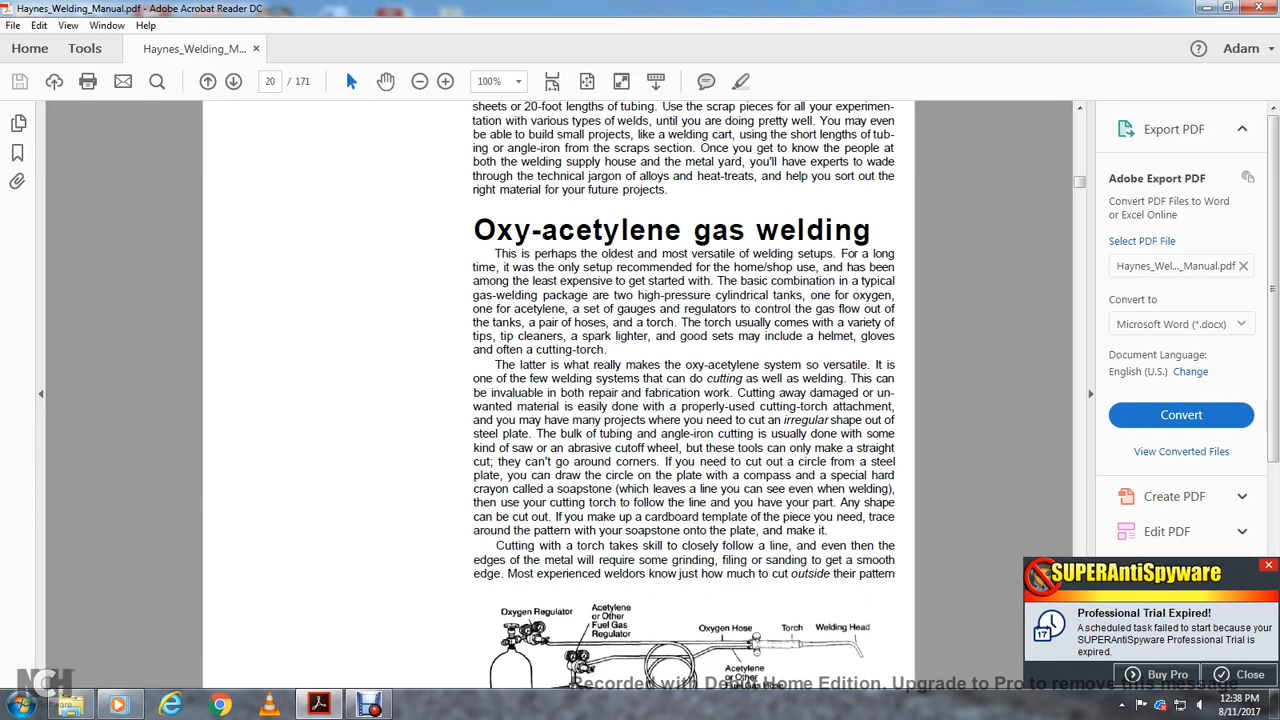 Haynes_Welding_Manual.pdf - Adobe Acrobat Reader DC
File Edit View Window Help
Home Tools Haynes_Welding_M... × Adam
20 / 171 100%
sheets or 20-foot lengths of tubing. Use the scrap pieces for all your experimen-
tation with various types of welds, until you are doing pretty well. You may even
be able to build small projects, like a welding cart, using the short lengths of tub-
ing or angle-iron from the scraps section. Once you get to know the people at
both the welding supply house and the metal yard, you'll have experts to wade
through the technical jargon of alloys and heat-treats, and help you sort out the
right material for your future projects.
Oxy-acetylene gas welding
This is perhaps the oldest and most versatile of welding setups. For a long
time, it was the only setup recommended for the home/shop use, and has been
among the least expensive to get started with. The basic combination in a typical
gas-welding package are two high-pressure cylindrical tanks, one for oxygen,
one for acetylene, a set of gauges and regulators to control the gas flow out of
the tanks, a pair of hoses, and a torch. The torch usually comes with a variety of
tips, tip cleaners, a spark lighter, and good sets may include a helmet, gloves
and often a cutting-torch.
The latter is what really makes the oxy-acetylene system so versatile. It is
one of the few welding systems that can do cutting as well as welding. This can
be invaluable in both repair and fabrication work. Cutting away damaged or un-
wanted material is easily done with a properly-used cutting-torch attachment,
and you may have many projects where you need to cut an irregular shape out of
steel plate. The bulk of tubing and angle-iron cutting is usually done with some
kind of saw or an abrasive cutoff wheel, but these tools can only make a straight
cut; they can't go around corners. If you need to cut out a circle from a steel
plate, you can draw the circle on the plate with a compass and a special hard
crayon called a soapstone (which leaves a line you can see even when welding),
then use your cutting torch to follow the line and you have your part. Any shape
can be cut out. If you make up a cardboard template of the piece you need, trace
around the pattern with your soapstone onto the plate, and make it.
Cutting with a torch takes skill to closely follow a line, and even then the
edges of the metal will require some grinding, filing or sanding to get a smooth
edge. Most experienced weldors know just how much to cut outside their pattern
Oxygen Regulator
Acetylene
or Other
Fuel Gas
Regulator
Oxygen Hose
Torch
Welding Head
Acetylene
or Other
Fuel Gas Hose
Export PDF
Adobe Export PDF
Convert PDF Files to Word
or Excel Online
Select PDF File
Haynes_Wel..._Manual.pdf ×
Convert to
Microsoft Word (*.docx)
Document Language:
English (U.S.) Change
Convert
View Converted Files
Create PDF
Edit PDF
SUPERAntiSpyware
Professional Trial Expired!
A scheduled task failed to start because your
SUPERAntiSpyware Professional Trial is
expired.
17
Buy Pro Close
NCH
Software
Home Edition. Upgrade to Pro to remove this message
Recorded with
12:38 PM
8/11/2017